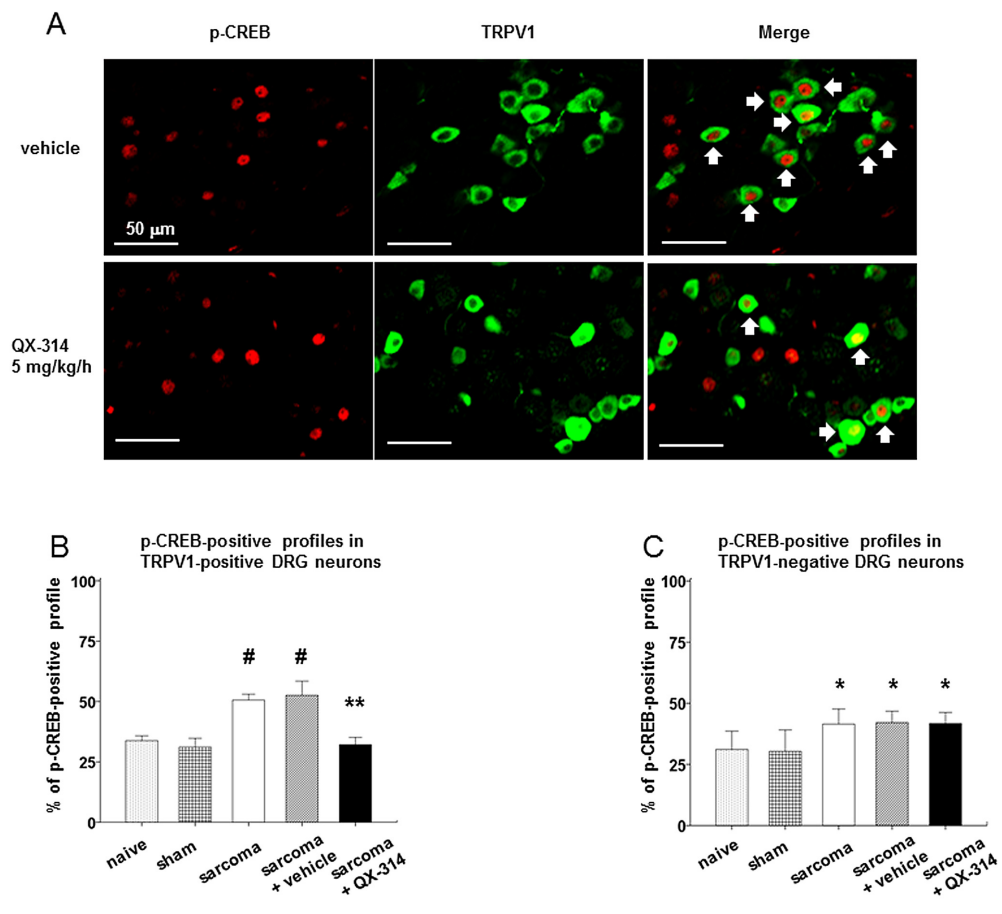 A
p-CREB
TRPV1
Merge
vehicle
50 μm
QX-314
5 mg/kg/h
B
p-CREB-positive profiles in
TRPV1-positive DRG neurons
% of p-CREB-positive profile
100
75
50
25
0
#
#
**
naive
sham
sarcoma
sarcoma
+ vehicle
sarcoma
+ QX-314
C
p-CREB-positive profiles in
TRPV1-negative DRG neurons
% of p-CREB-positive profile
100
75
50
25
0
*
*
*
naive
sham
sarcoma
sarcoma
+ vehicle
sarcoma
+ QX-314